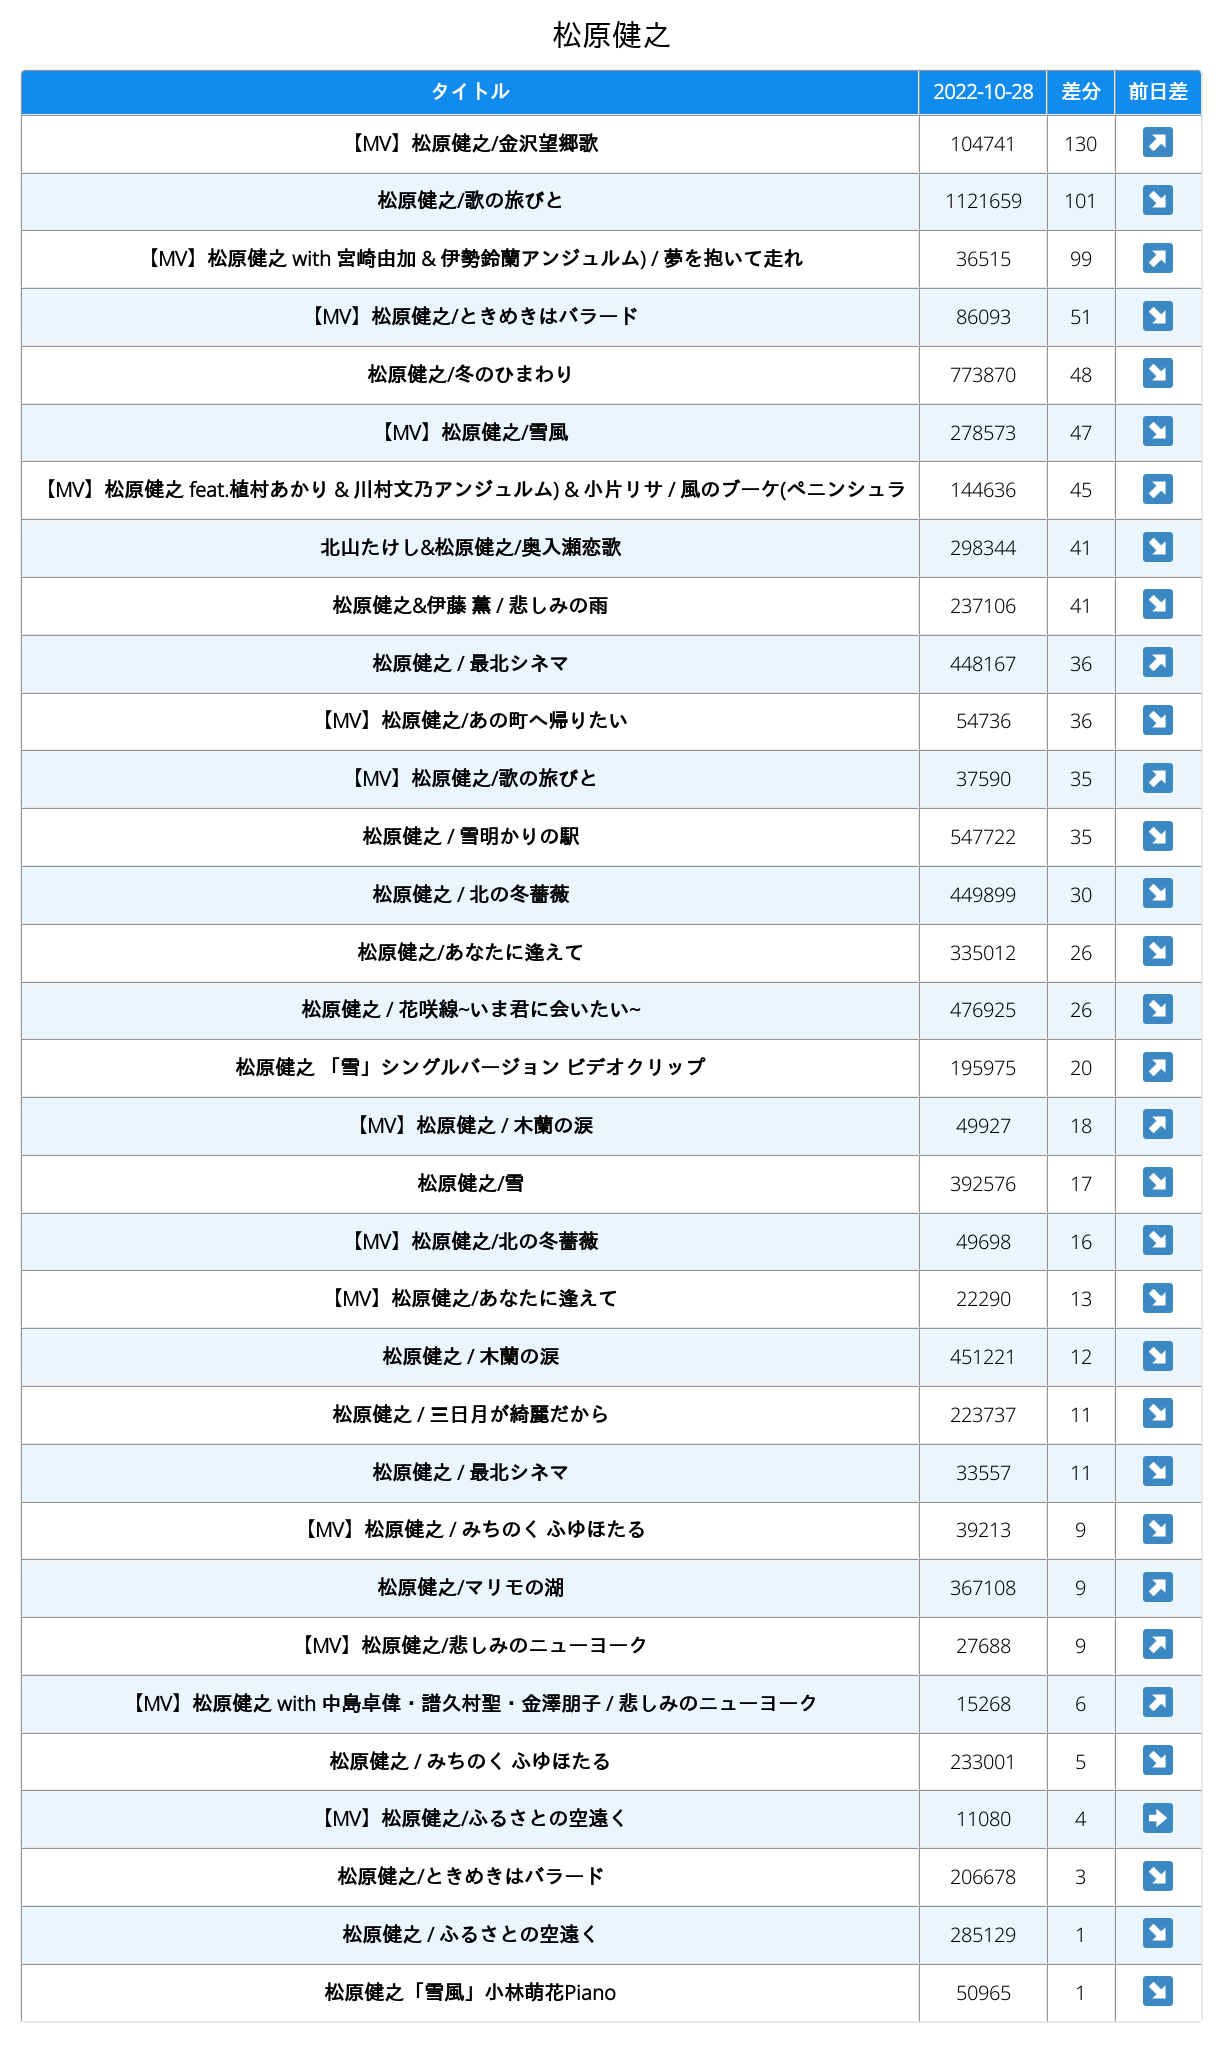 松原健之
タイトル 2022-10-28 差分 前日差
【MV】松原健之/金沢望郷歌 104741 130 ↗
松原健之/歌の旅びと 1121659 101 ↘
【MV】松原健之 with 宮崎由加 & 伊勢鈴蘭アンジュルム) / 夢を抱いて走れ 36515 99 ↗
【MV】松原健之/ときめきはバラード 86093 51 ↘
松原健之/冬のひまわり 773870 48 ↘
【MV】松原健之/雪風 278573 47 ↘
【MV】松原健之 feat.植村あかり & 川村文乃アンジュルム) & 小片リサ / 風のブーケ(ペニンシュラ 144636 45 ↗
北山たけし&松原健之/奥入瀬恋歌 298344 41 ↘
松原健之&伊藤 薫 / 悲しみの雨 237106 41 ↘
松原健之 / 最北シネマ 448167 36 ↗
【MV】松原健之/あの町へ帰りたい 54736 36 ↘
【MV】松原健之/歌の旅びと 37590 35 ↗
松原健之 / 雪明かりの駅 547722 35 ↘
松原健之 / 北の冬薔薇 449899 30 ↘
松原健之/あなたに逢えて 335012 26 ↘
松原健之 / 花咲線~いま君に会いたい~ 476925 26 ↘
松原健之 「雪」シングルバージョン ビデオクリップ 195975 20 ↗
【MV】松原健之 / 木蘭の涙 49927 18 ↗
松原健之/雪 392576 17 ↘
【MV】松原健之/北の冬薔薇 49698 16 ↘
【MV】松原健之/あなたに逢えて 22290 13 ↘
松原健之 / 木蘭の涙 451221 12 ↘
松原健之 / 三日月が綺麗だから 223737 11 ↘
松原健之 / 最北シネマ 33557 11 ↘
【MV】松原健之 / みちのく ふゆほたる 39213 9 ↘
松原健之/マリモの湖 367108 9 ↗
【MV】松原健之/悲しみのニューヨーク 27688 9 ↗
【MV】松原健之 with 中島卓偉・譜久村聖・金澤朋子 / 悲しみのニューヨーク 15268 6 ↗
松原健之 / みちのく ふゆほたる 233001 5 ↘
【MV】松原健之/ふるさとの空遠く 11080 4 ➡
松原健之/ときめきはバラード 206678 3 ↘
松原健之 / ふるさとの空遠く 285129 1 ↘
松原健之「雪風」小林萌花Piano 50965 1 ↘